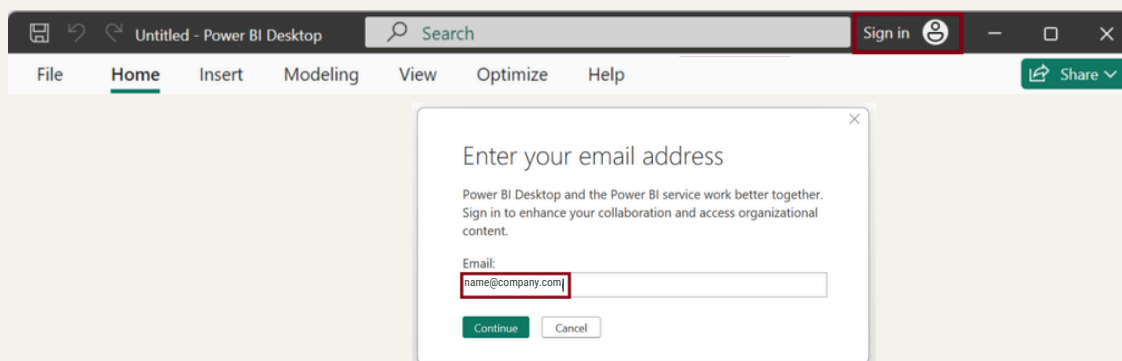 Untitled - Power BI Desktop Search Sign in
File Home Insert Modeling View Optimize Help Share
Enter your email address
Power BI Desktop and the Power BI service work better together.
Sign in to enhance your collaboration and access organizational
content.
Email:
name@company.com
Continue Cancel